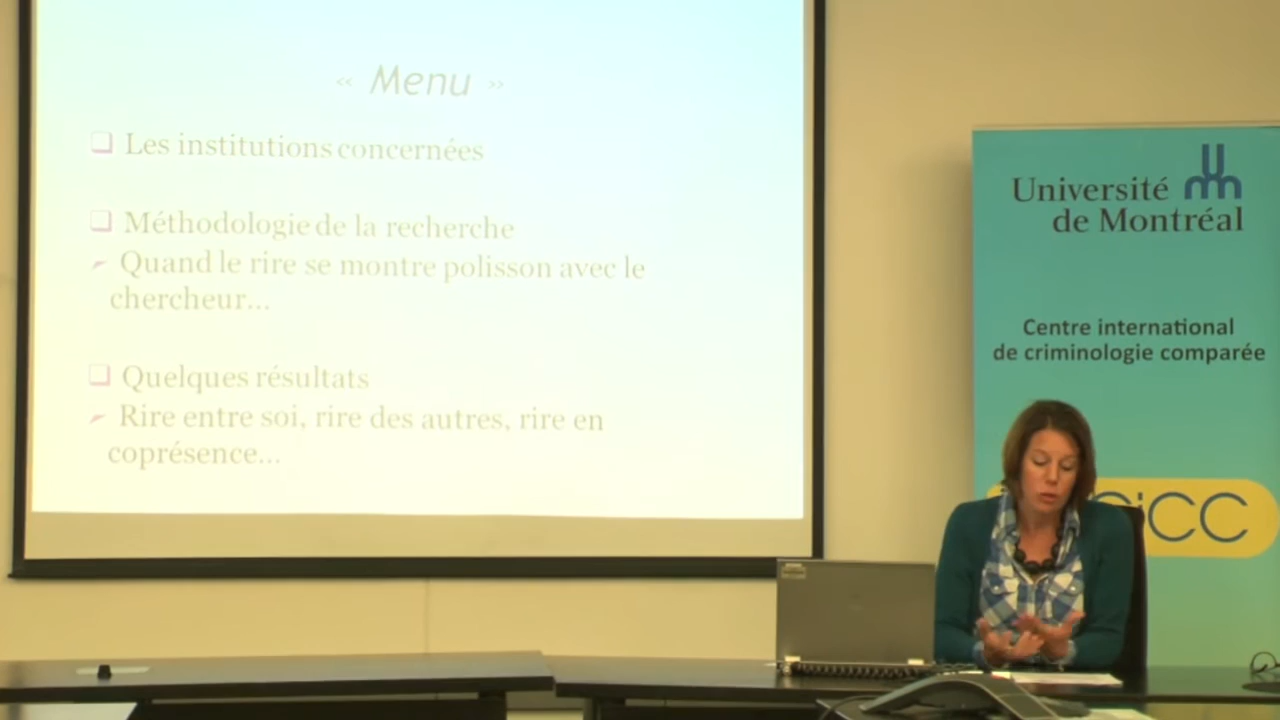 « Menu »
Les institutions concernées
Méthodologie de la recherche
Quand le rire se montre polisson avec le
chercheur...
Quelques résultats
Rire entre soi, rire des autres, rire en
coprésence...
Université
de Montréal
Centre international
de criminologie comparée
CiCC